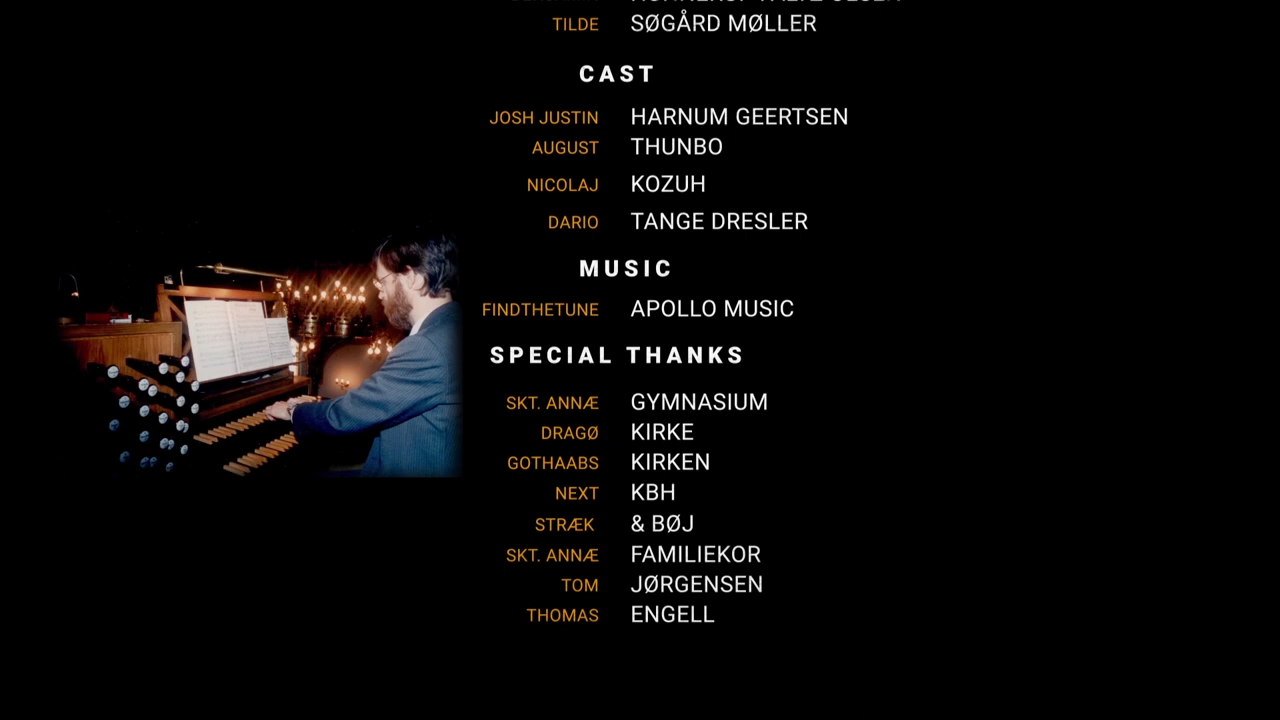 TILDE SØGÅRD MØLLER
CAST
JOSH JUSTIN HARNUM GEERTSEN
AUGUST THUNBO
NICOLAJ KOZUH
DARIO TANGE DRESLER
MUSIC
FINDTHETUNE APOLLO MUSIC
SPECIAL THANKS
SKT. ANNÆ GYMNASIUM
DRAGØ KIRKE
GOTHAABS KIRKEN
NEXT KBH
STRÆK & BØJ
SKT. ANNÆ FAMILIEKOR
TOM JØRGENSEN
THOMAS ENGELL